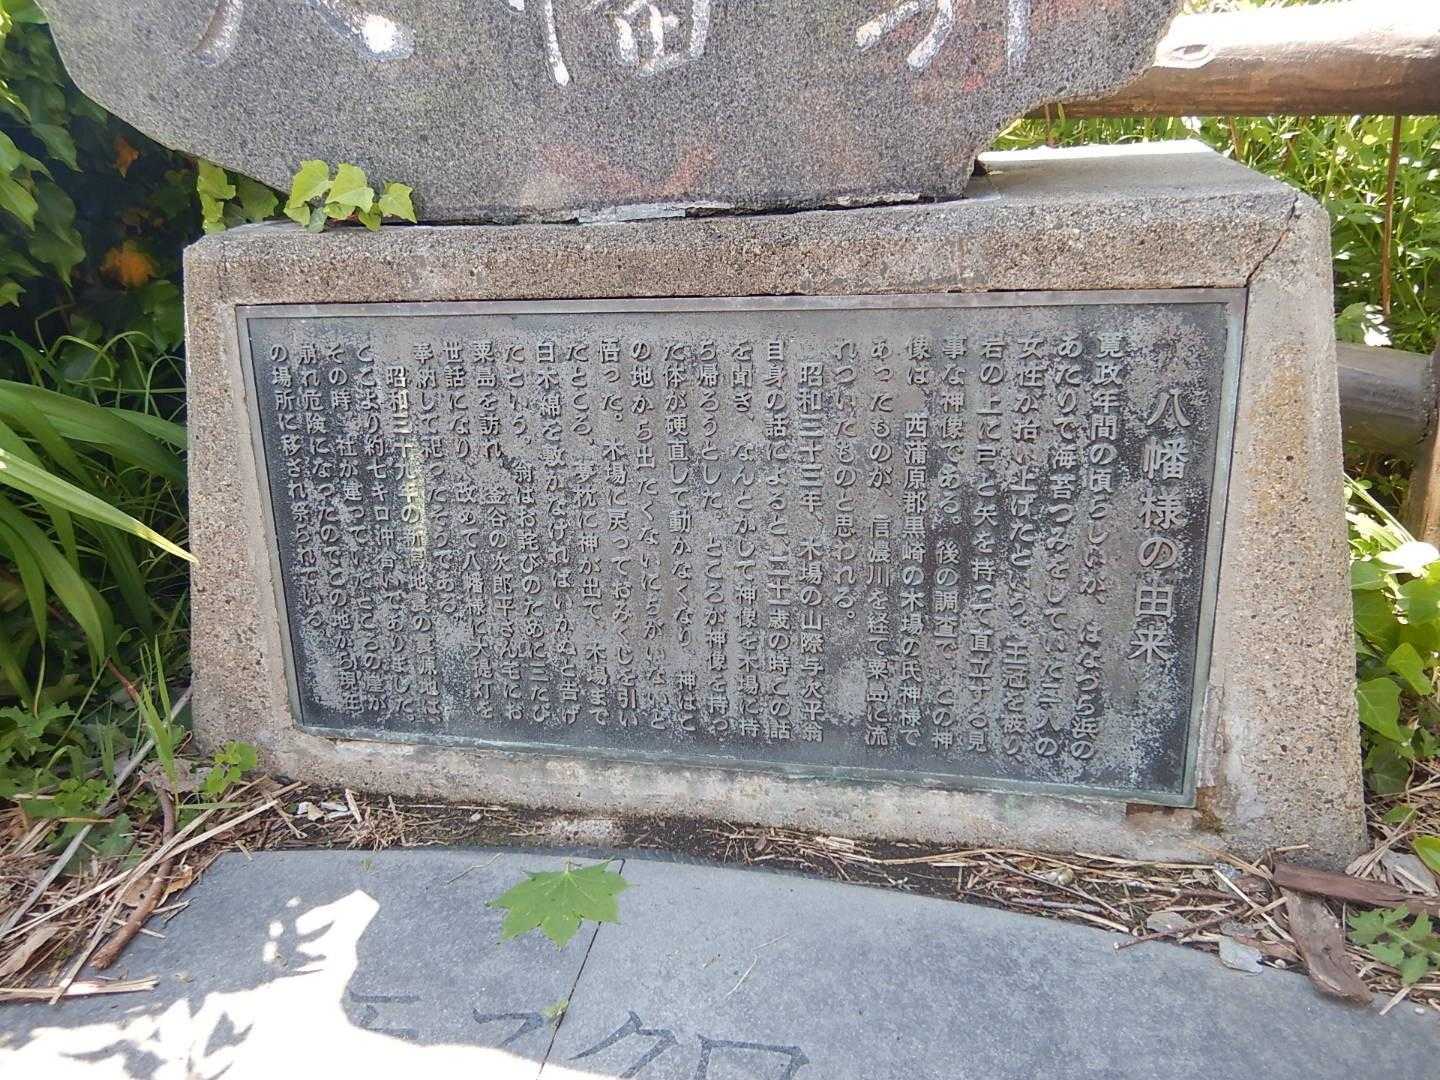 八幡様の由来
寛政年間の頃らしいが、はなづら浜の
あたりで海苔つみをしていた三人の
女性が拾い上げたという。王冠を被り、
岩の上に弓と矢を持って直立する見
事な神像である。後の調査で、この神
像は、西蒲原郡黒崎の木場の氏神様で
あったものが、信濃川を経て粟島に流
れついたものと思われる。
昭和三十三年、木場の山際与次平翁
自身の話によると、二十二歳の時この話
を聞き、なんとかして神像を木場に持
ち帰ろうとした。ところが神像を持っ
た体が硬直して動かなくなり、神はこ
の地から出たくないにちがいないと
悟った。木場に戻っておみくじを引い
たところ、夢枕に神が出て、木場まで
白木綿を敷かなければいかぬと告げ
たという。翁はお詫びのために三たび
粟島を訪れ、釜谷の次郎平さん宅にお
世話になり、改めて八幡様に大提灯を
奉納して祀ったそうである。
昭和三十九年の新潟地震の震源地は、
ここより約七キロ沖合いでありました。
その時、社が建っていたところの崖が
崩れ危険になったのでこの地から現在
の場所に移され祭られている。